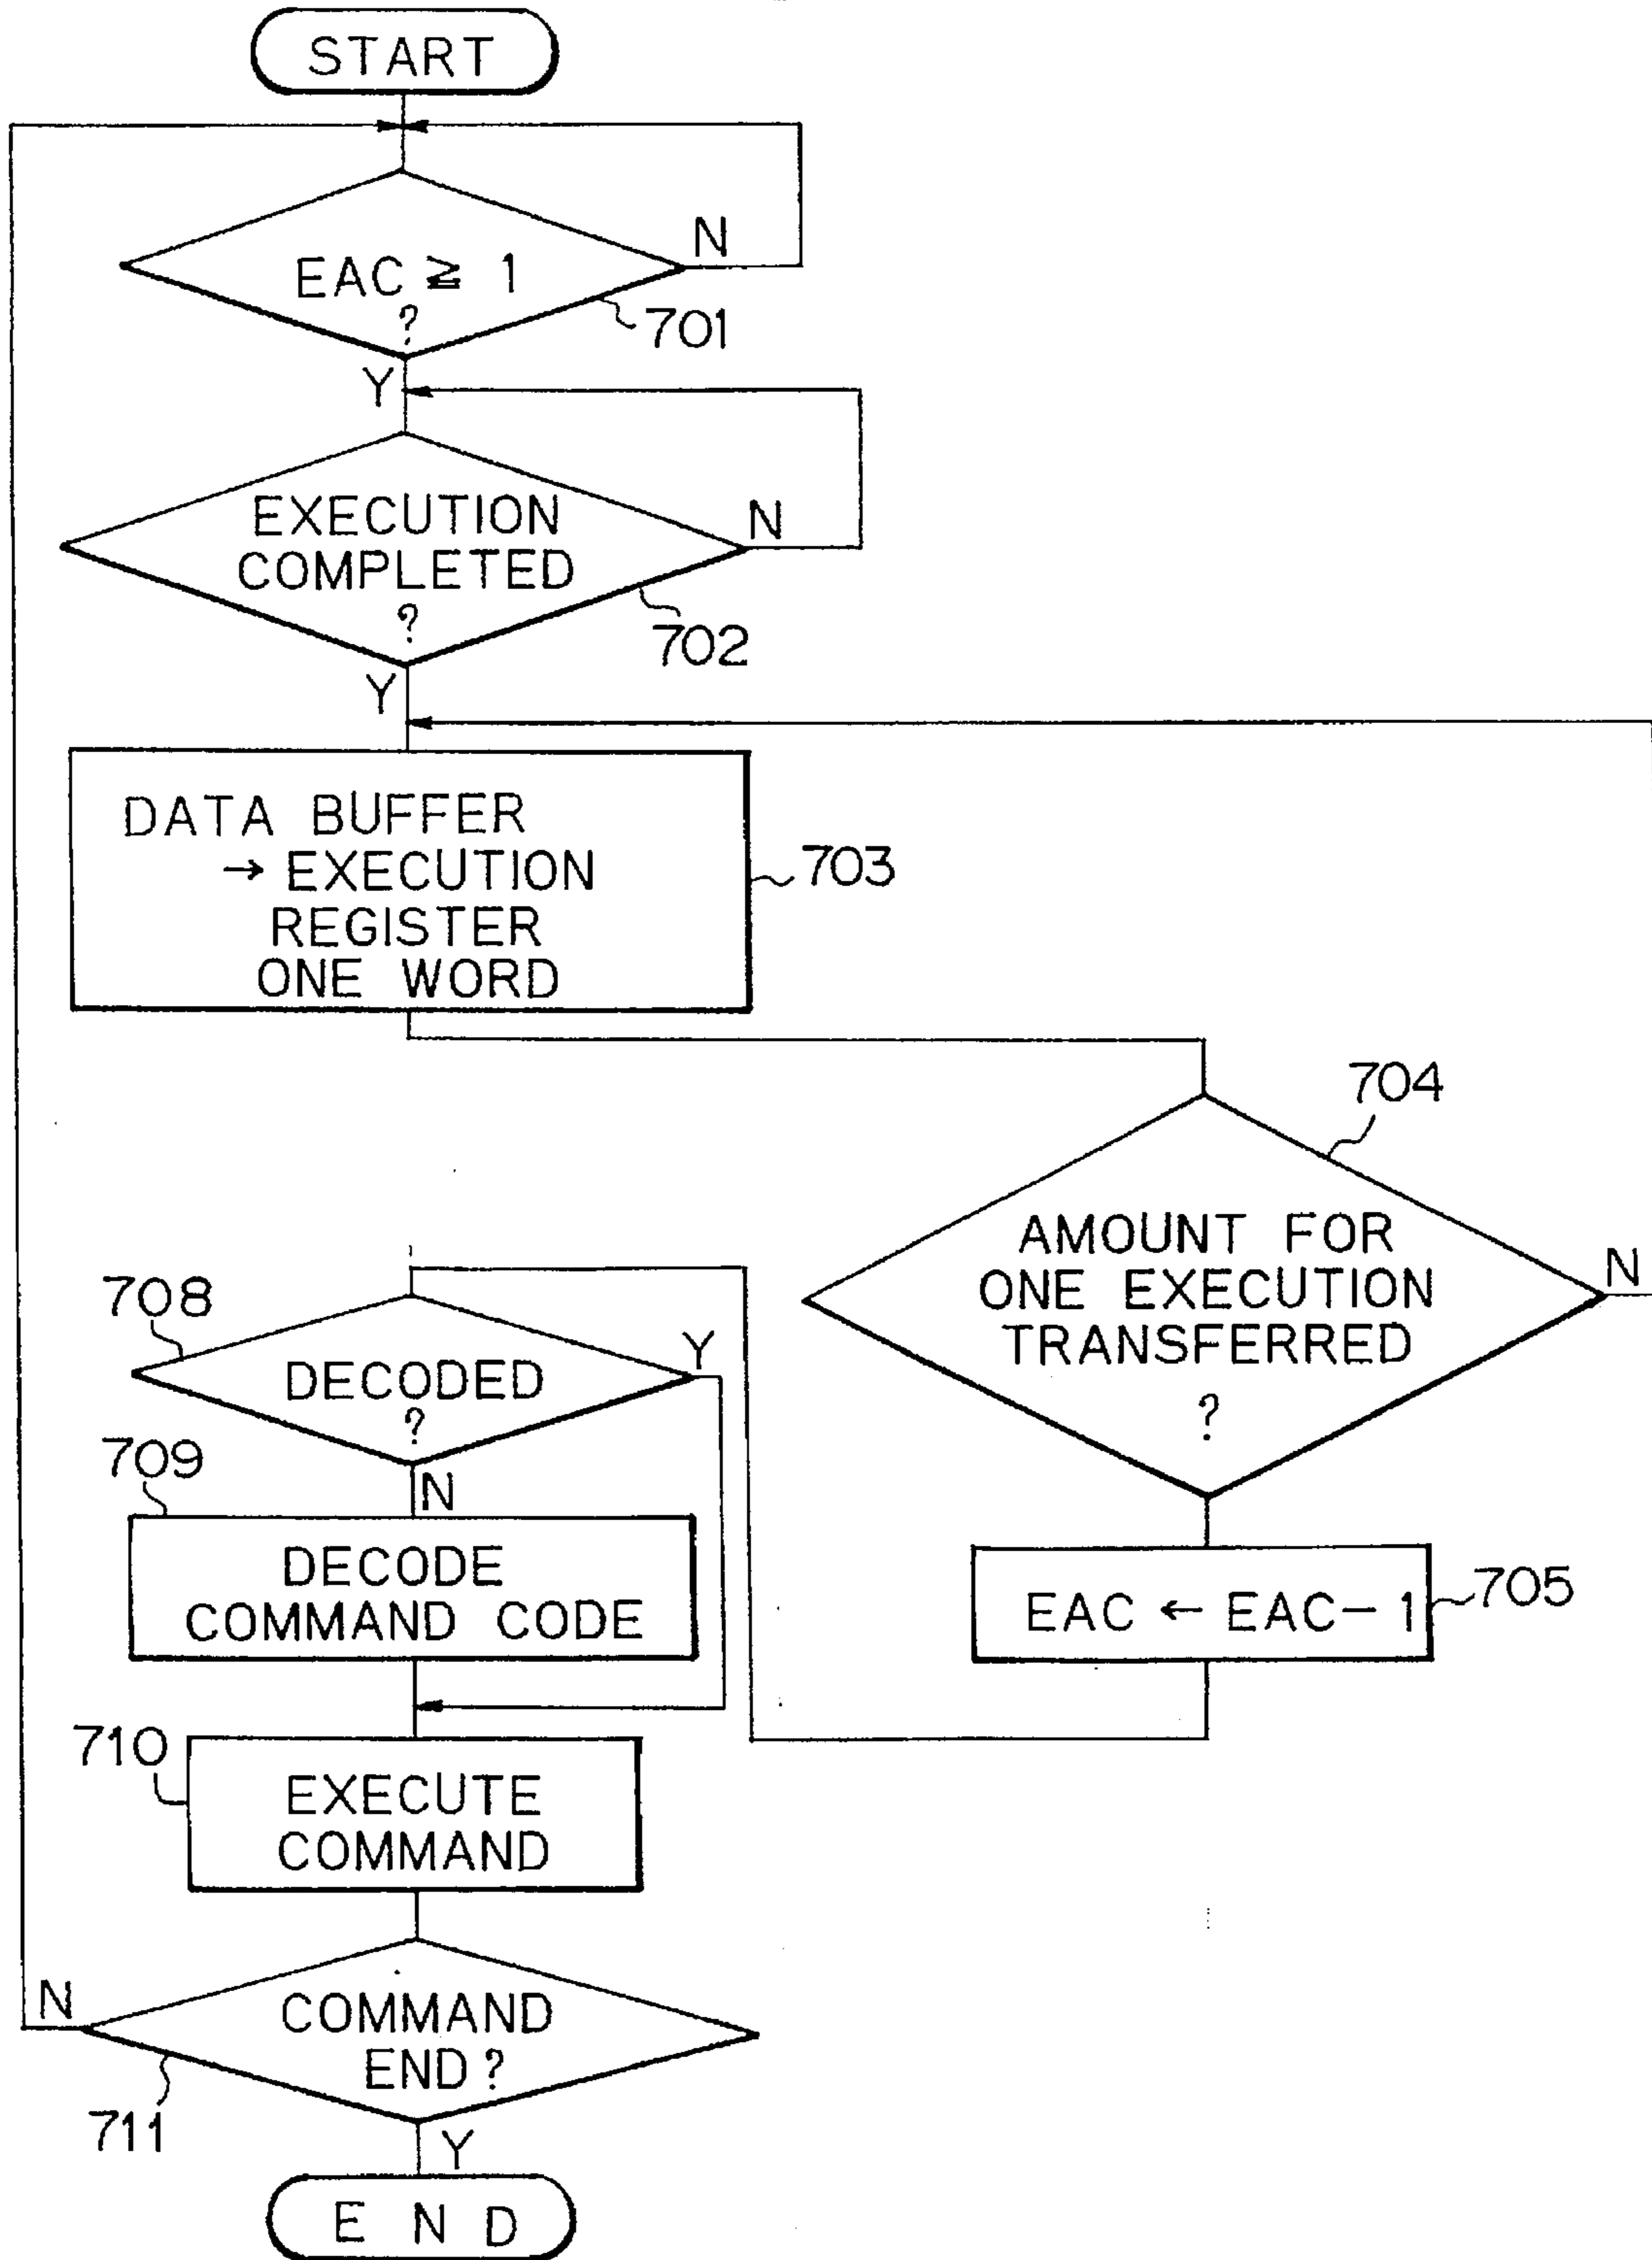 START
EAC ≧ 1
?
N
701
Y
EXECUTION
COMPLETED
?
N
702
Y
DATA BUFFER
→ EXECUTION
REGISTER
ONE WORD
703
704
AMOUNT FOR
ONE EXECUTION
TRANSFERRED
?
N
EAC ← EAC－1
705
708
DECODED
?
Y
N
709
DECODE
COMMAND CODE
710
EXECUTE
COMMAND
COMMAND
END ?
N
711
Y
E N D